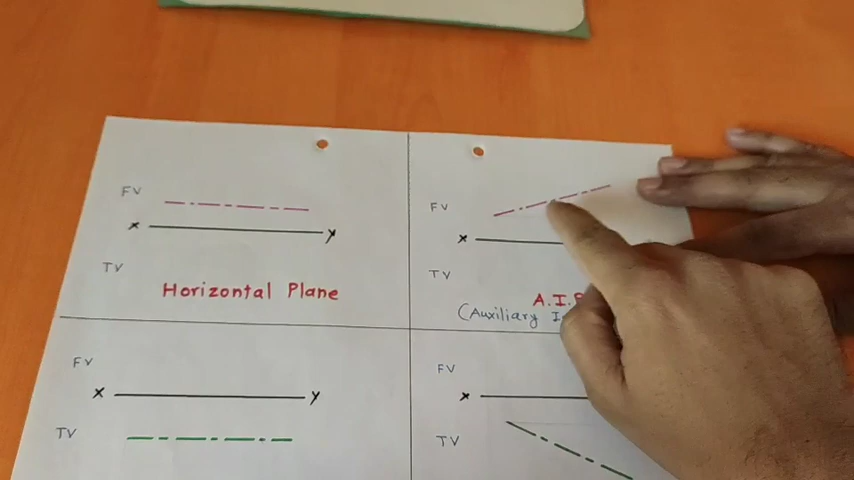 FV
x y
TV
Horizontal Plane
FV
x
TV
A.I.
(Auxiliary
FV
x y
TV
FV
x
TV